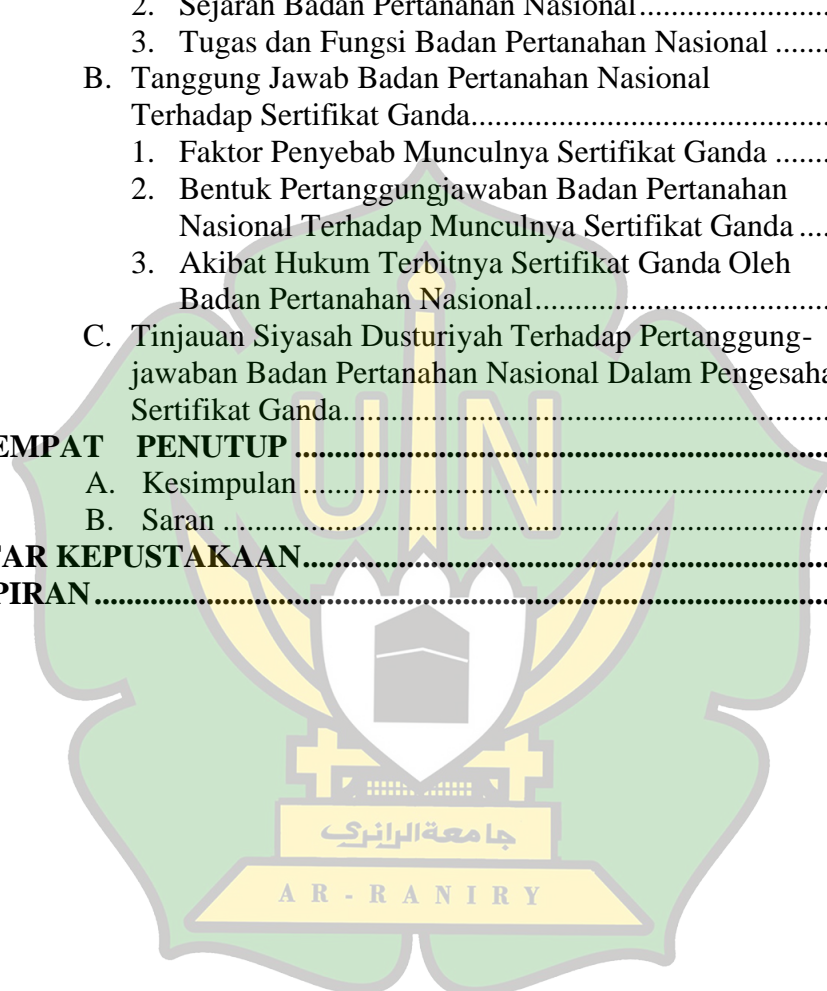 2. Sejarah Badan Pertanahan Nasional....................................
3. Tugas dan Fungsi Badan Pertanahan Nasional ........
B. Tanggung Jawab Badan Pertanahan Nasional
Terhadap Sertifikat Ganda....................................
1. Faktor Penyebab Munculnya Sertifikat Ganda ........
2. Bentuk Pertanggungjawaban Badan Pertanahan
Nasional Terhadap Munculnya Sertifikat Ganda .....
3. Akibat Hukum Terbitnya Sertifikat Ganda Oleh
Badan Pertanahan Nasional....................................
C. Tinjauan Siyasah Dusturiyah Terhadap Pertanggung-
jawaban Badan Pertanahan Nasional Dalam Pengesaha
Sertifikat Ganda....................................
EMPAT PENUTUP ....................................
A. Kesimpulan ....................................
B. Saran ....................................
TAR KEPUSTAKAAN....................................
PIRAN....................................
UIN
جامعةالرانري
AR-RANIRY